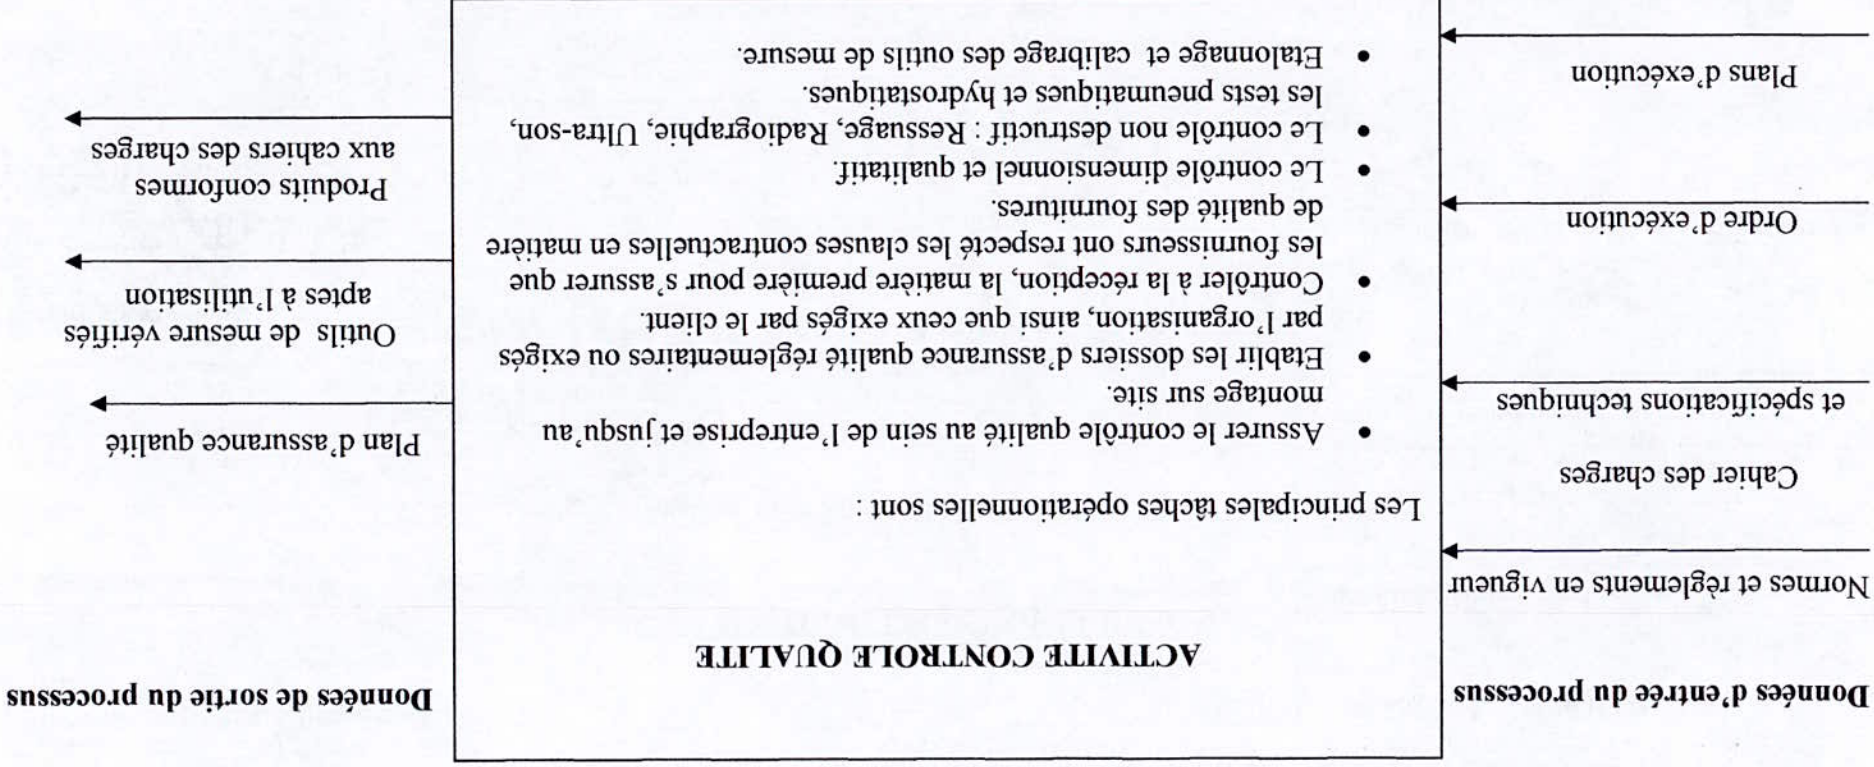 Données d'entrée du processus
Normes et règlements en vigueur
Cahier des charges
et spécifications techniques
Ordre d'exécution
Plans d'exécution
ACTIVITE CONTROLE QUALITE
Les principales tâches opérationnelles sont :
• Assurer le contrôle qualité au sein de l'entreprise et jusqu'au
montage sur site.
• Etablir les dossiers d'assurance qualité réglementaires ou exigés
par l'organisation, ainsi que ceux exigés par le client.
• Contrôler à la réception, la matière première pour s'assurer que
les fournisseurs ont respecté les clauses contractuelles en matière
de qualité des fournitures.
• Le contrôle dimensionnel et qualitatif.
• Le contrôle non destructif : Ressuage, Radiographie, Ultra-son,
les tests pneumatiques et hydrostatiques.
• Etalonnage et calibrage des outils de mesure.
Données de sortie du processus
Plan d'assurance qualité
Outils de mesure vérifiés
aptes à l'utilisation
Produits conformes
aux cahiers des charges